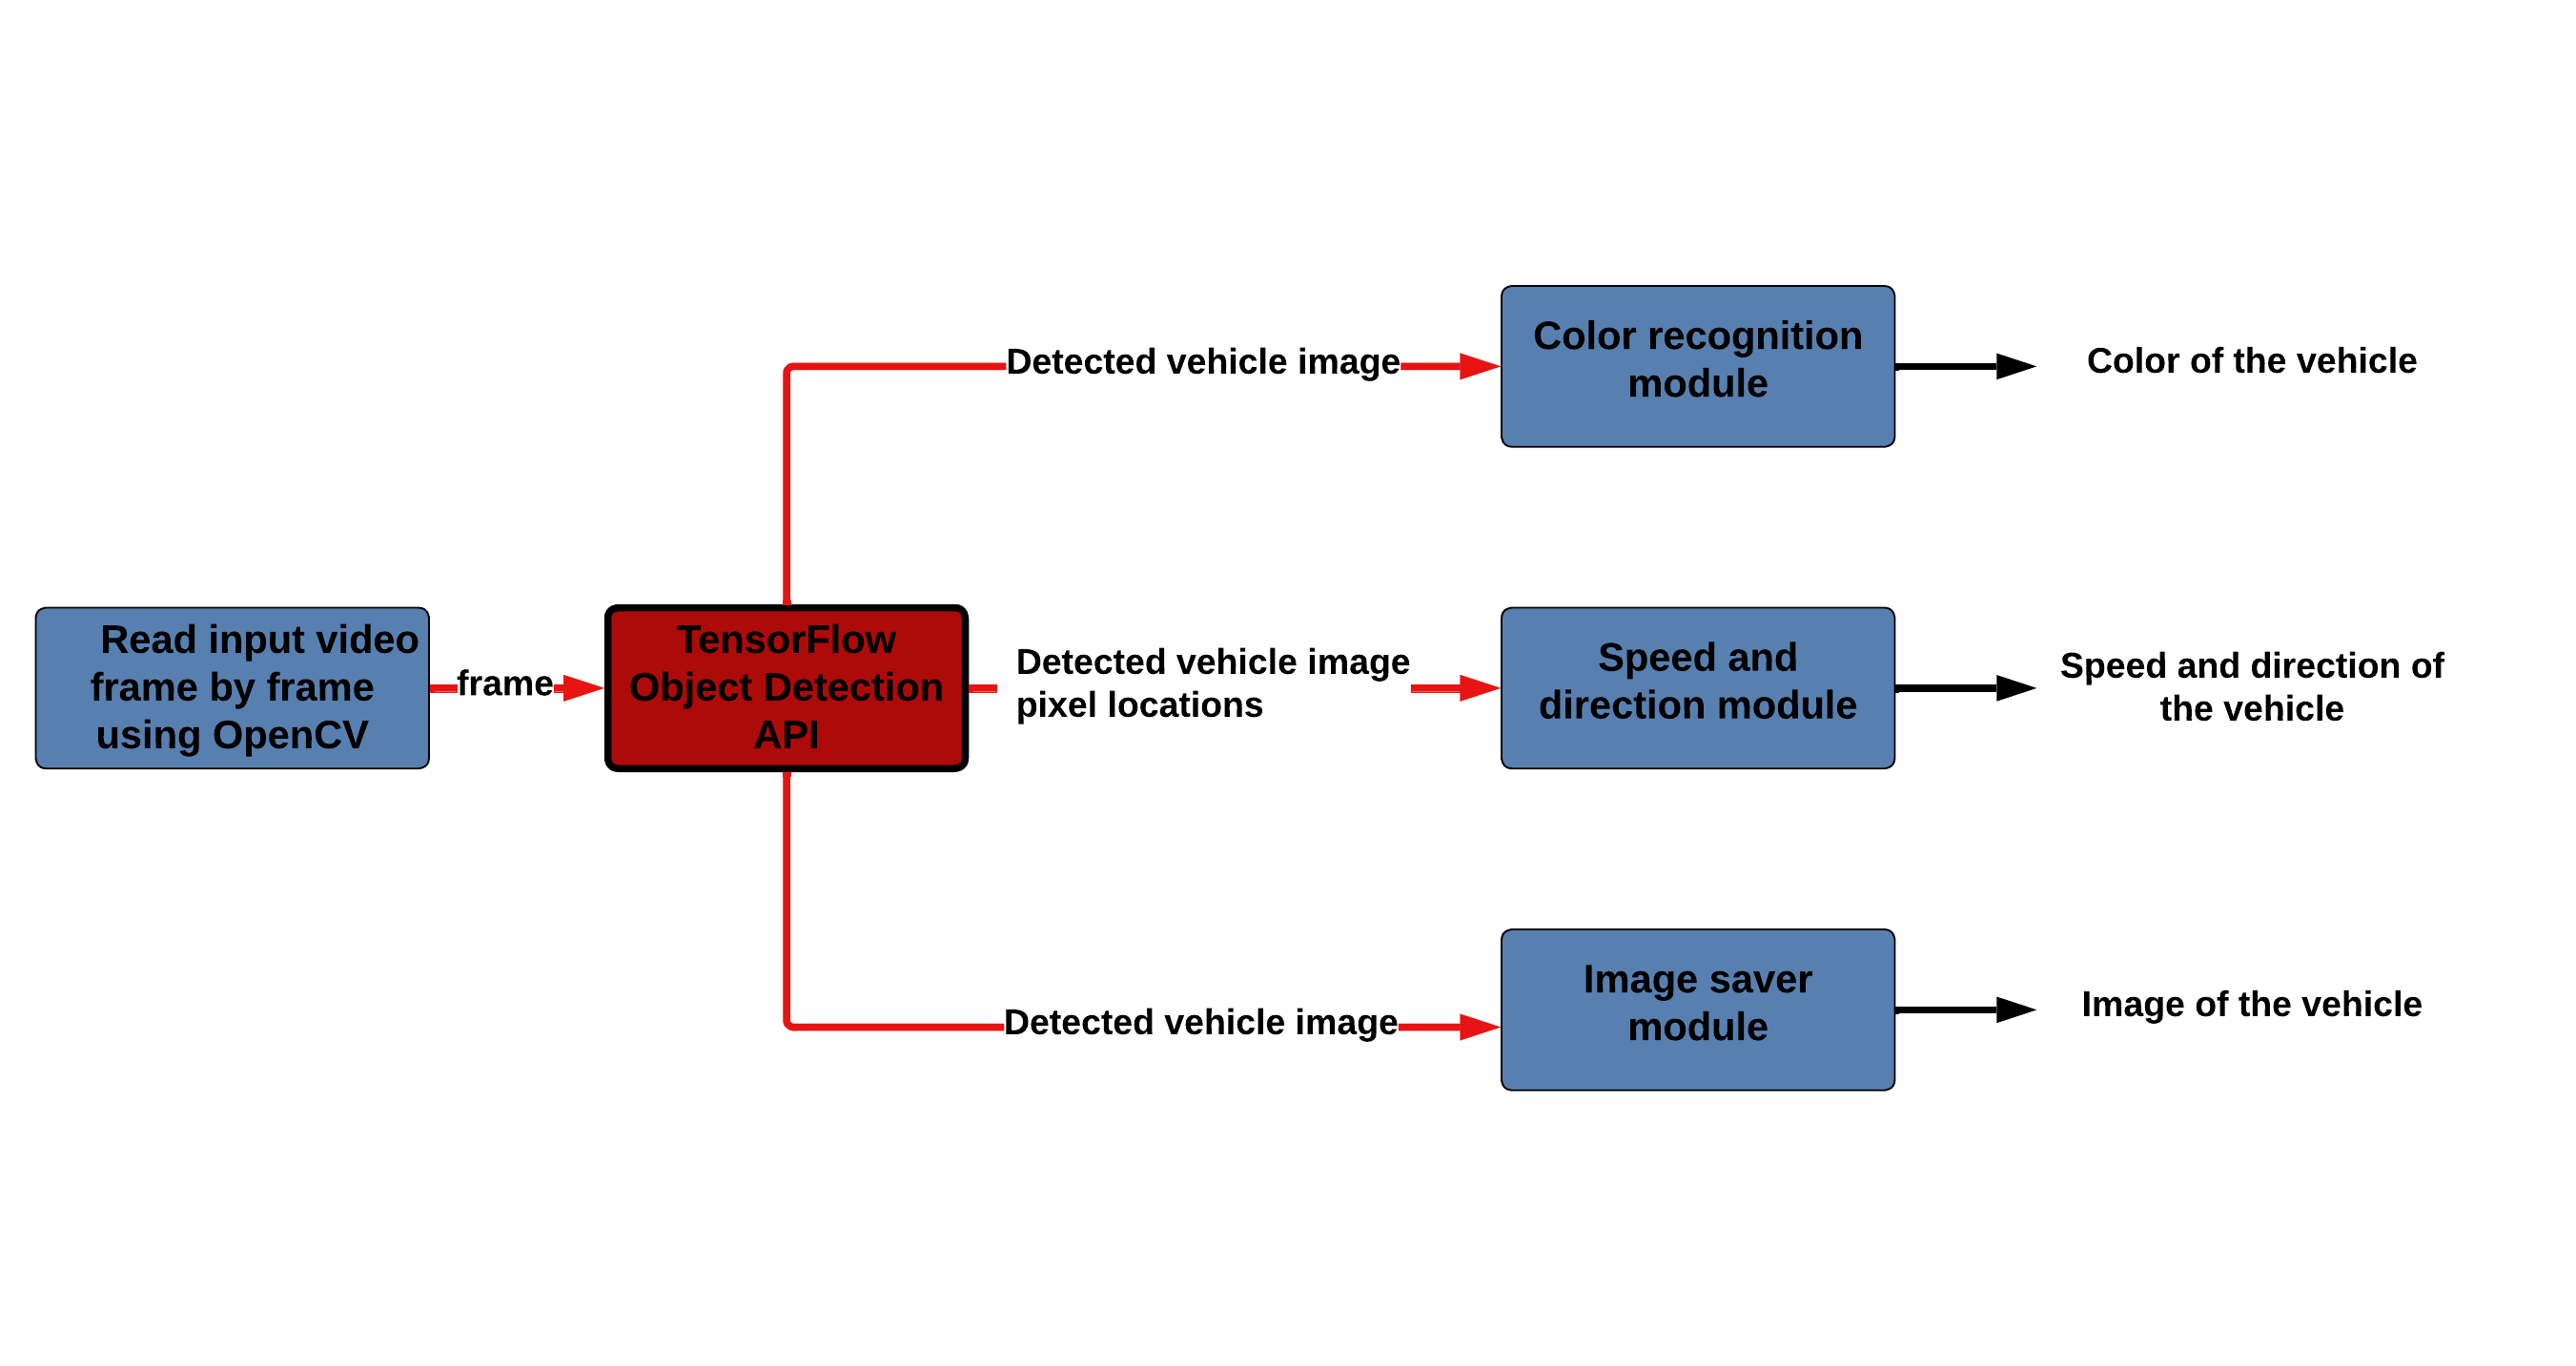 Read input video
frame by frame
using OpenCV
frame
TensorFlow
Object Detection
API
Detected vehicle image
Color recognition
module
Color of the vehicle
Detected vehicle image
pixel locations
Speed and
direction module
Speed and direction of
the vehicle
Detected vehicle image
Image saver
module
Image of the vehicle